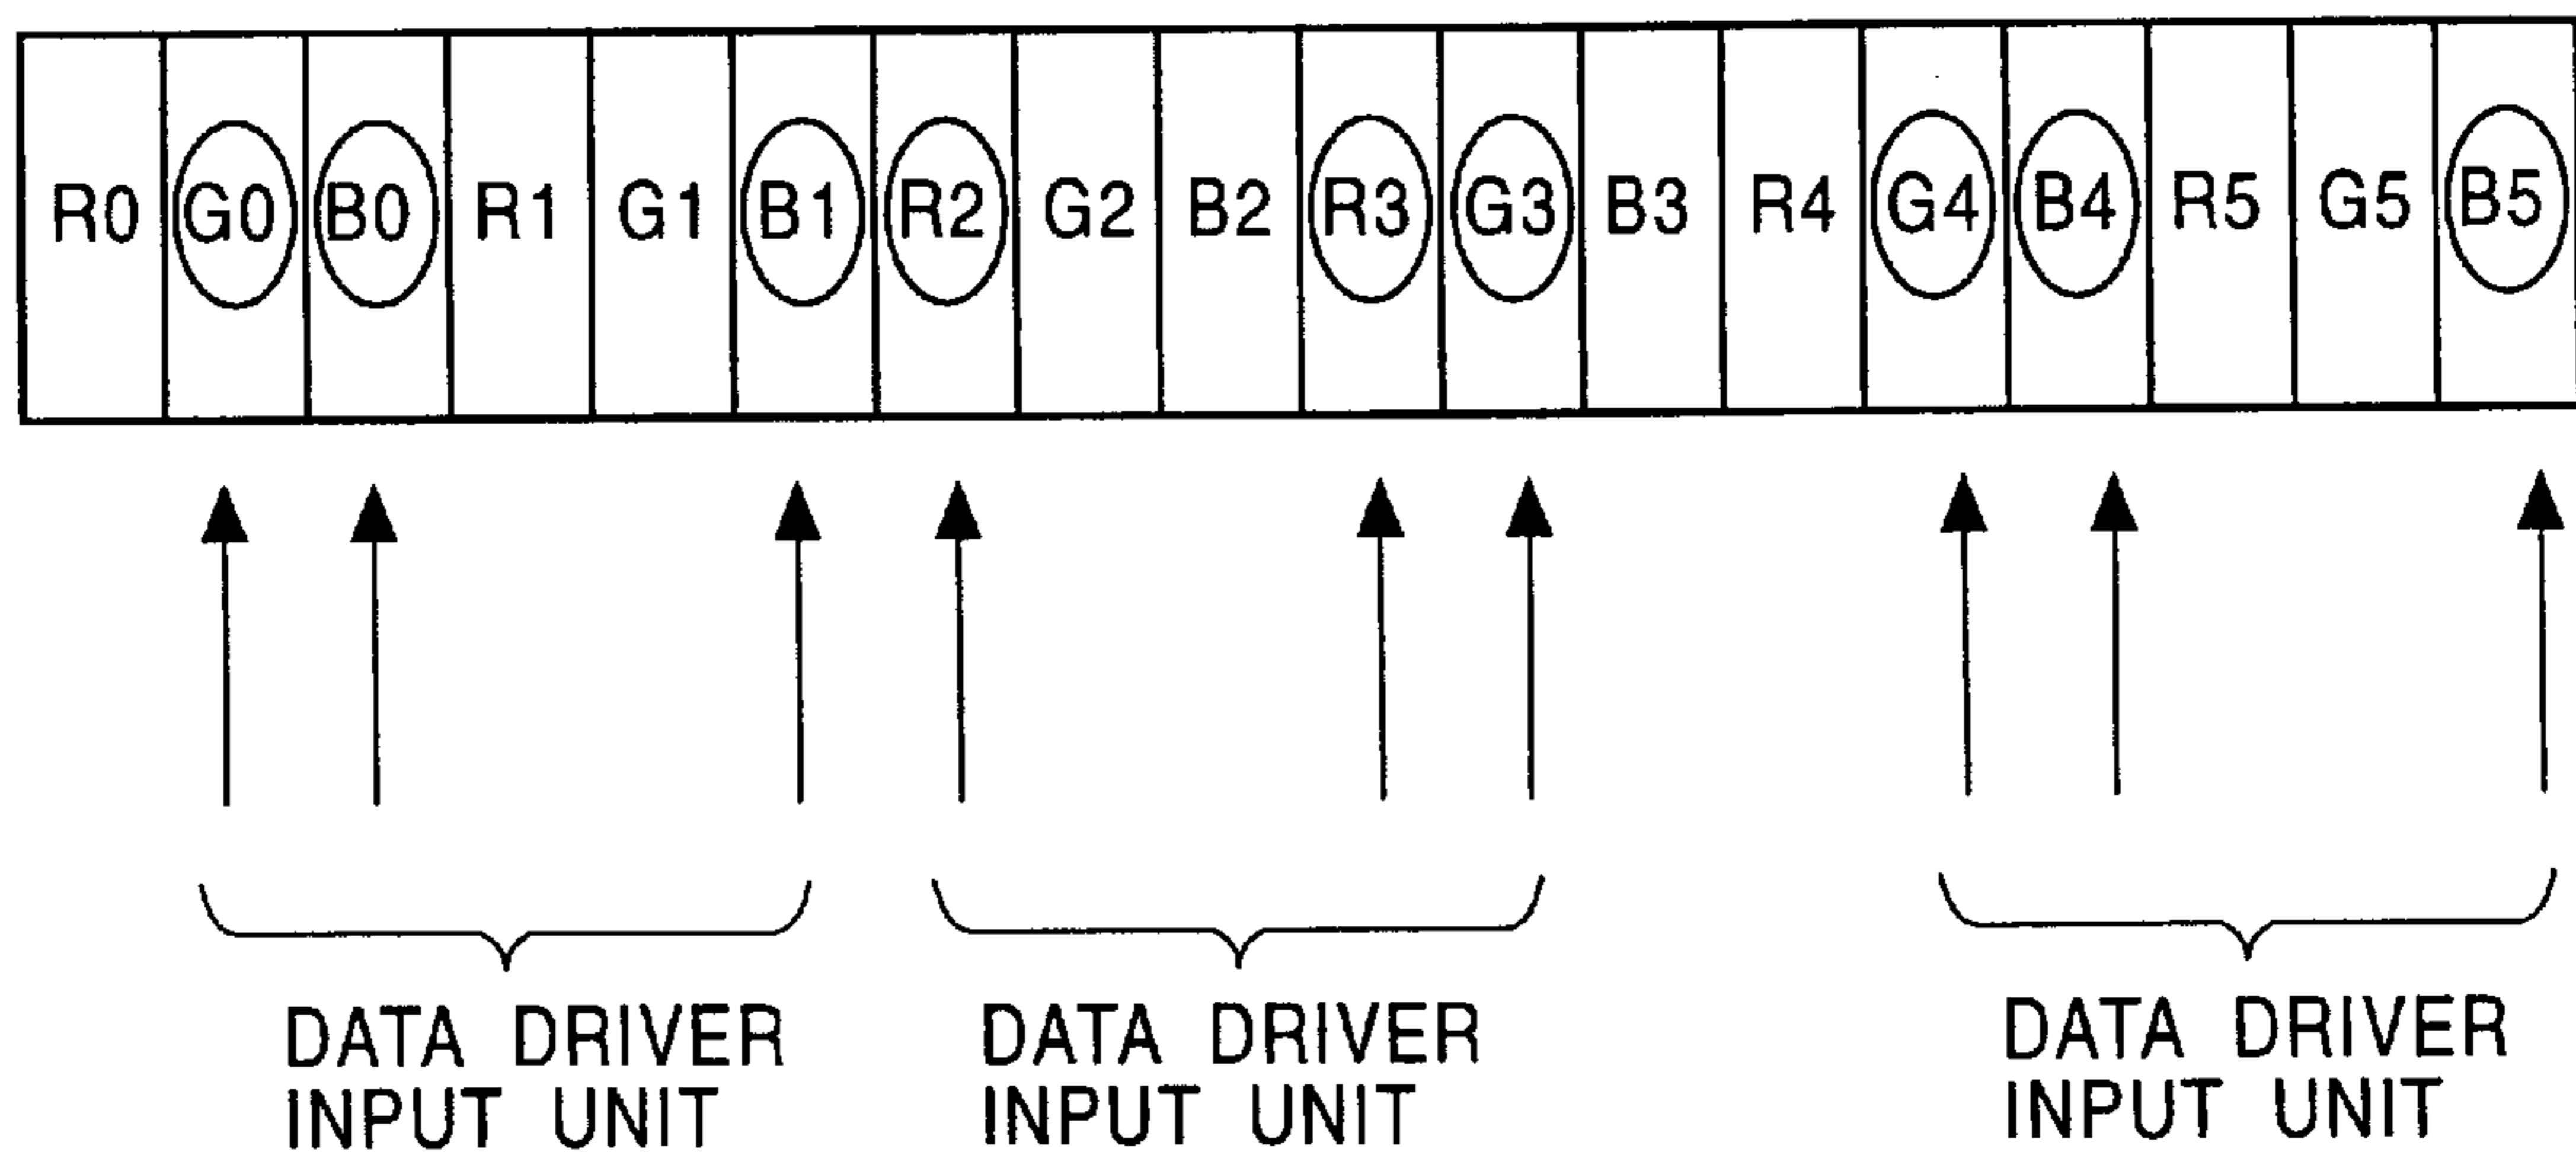 R0 G0 B0 R1 G1 B1 R2 G2 B2 R3 G3 B3 R4 G4 B4 R5 G5 B5
DATA DRIVER
INPUT UNIT
DATA DRIVER
INPUT UNIT
DATA DRIVER
INPUT UNIT